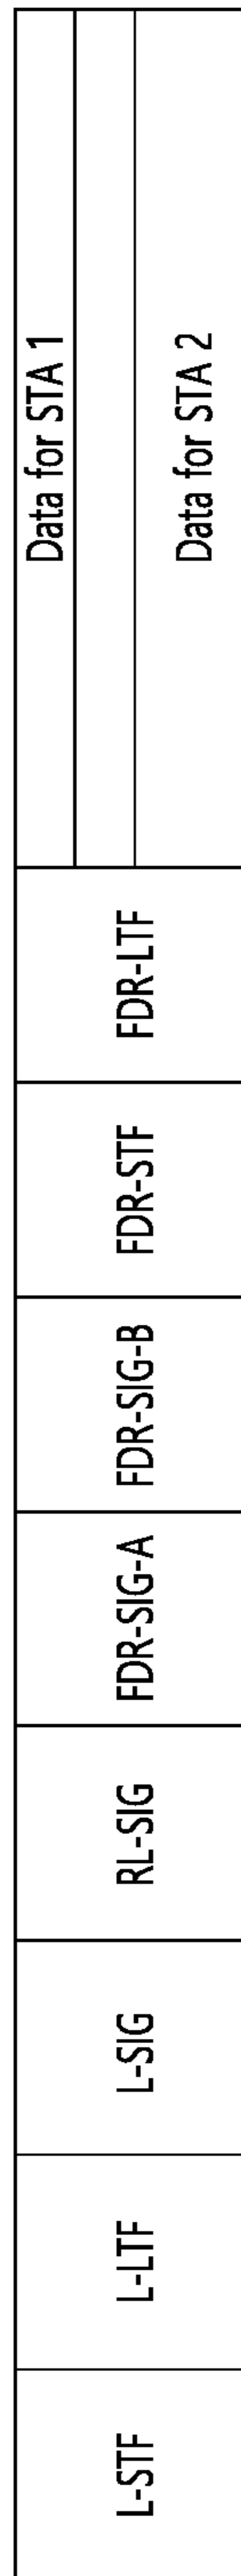 L-STF
L-LTF
L-SIG
RL-SIG
FDR-SIG-A
FDR-SIG-B
FDR-STF
FDR-LTF
Data for STA 1
Data for STA 2